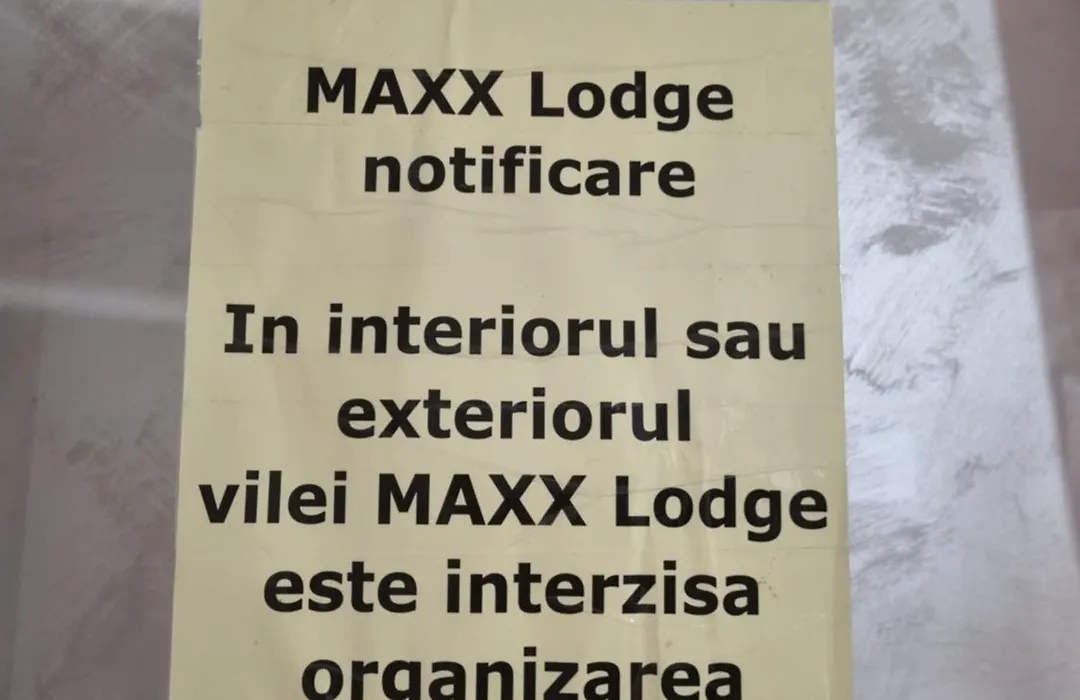 MAXX Lodge
notificare
In interiorul sau
exteriorul
vilei MAXX Lodge
este interzisa
organizarea